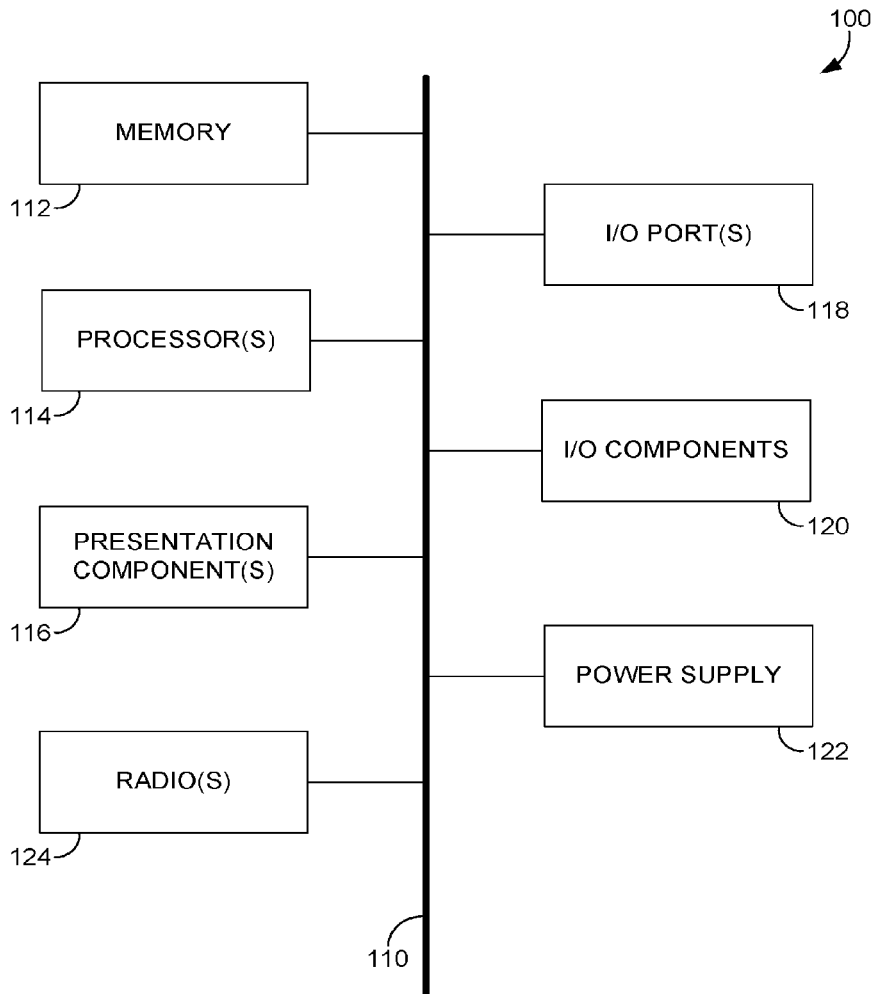 100
MEMORY
112
I/O PORT(S)
118
PROCESSOR(S)
114
I/O COMPONENTS
120
PRESENTATION
COMPONENT(S)
116
POWER SUPPLY
122
RADIO(S)
124
110